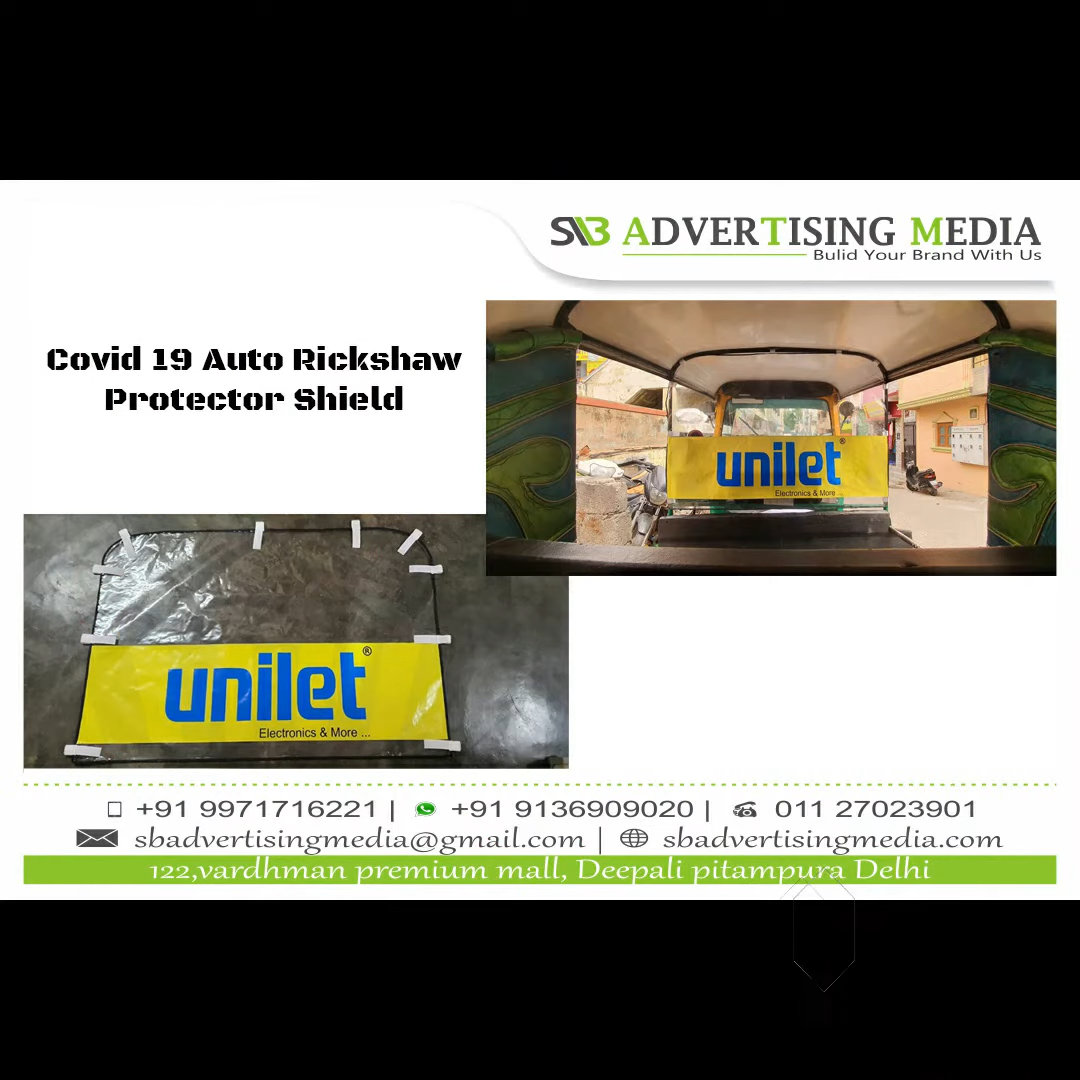 SB ADVERTISING MEDIA
Bulid Your Brand With Us
Covid 19 Auto Rickshaw
Protector Shield
unilet®
Electronics & More ...
unilet®
Electronics & More ...
+91 9971716221 | +91 9136909020 | 011 27023901
sbadvertisingmedia@gmail.com | sbadvertisingmedia.com
122,vardhman premium mall, Deepali pitampura Delhi